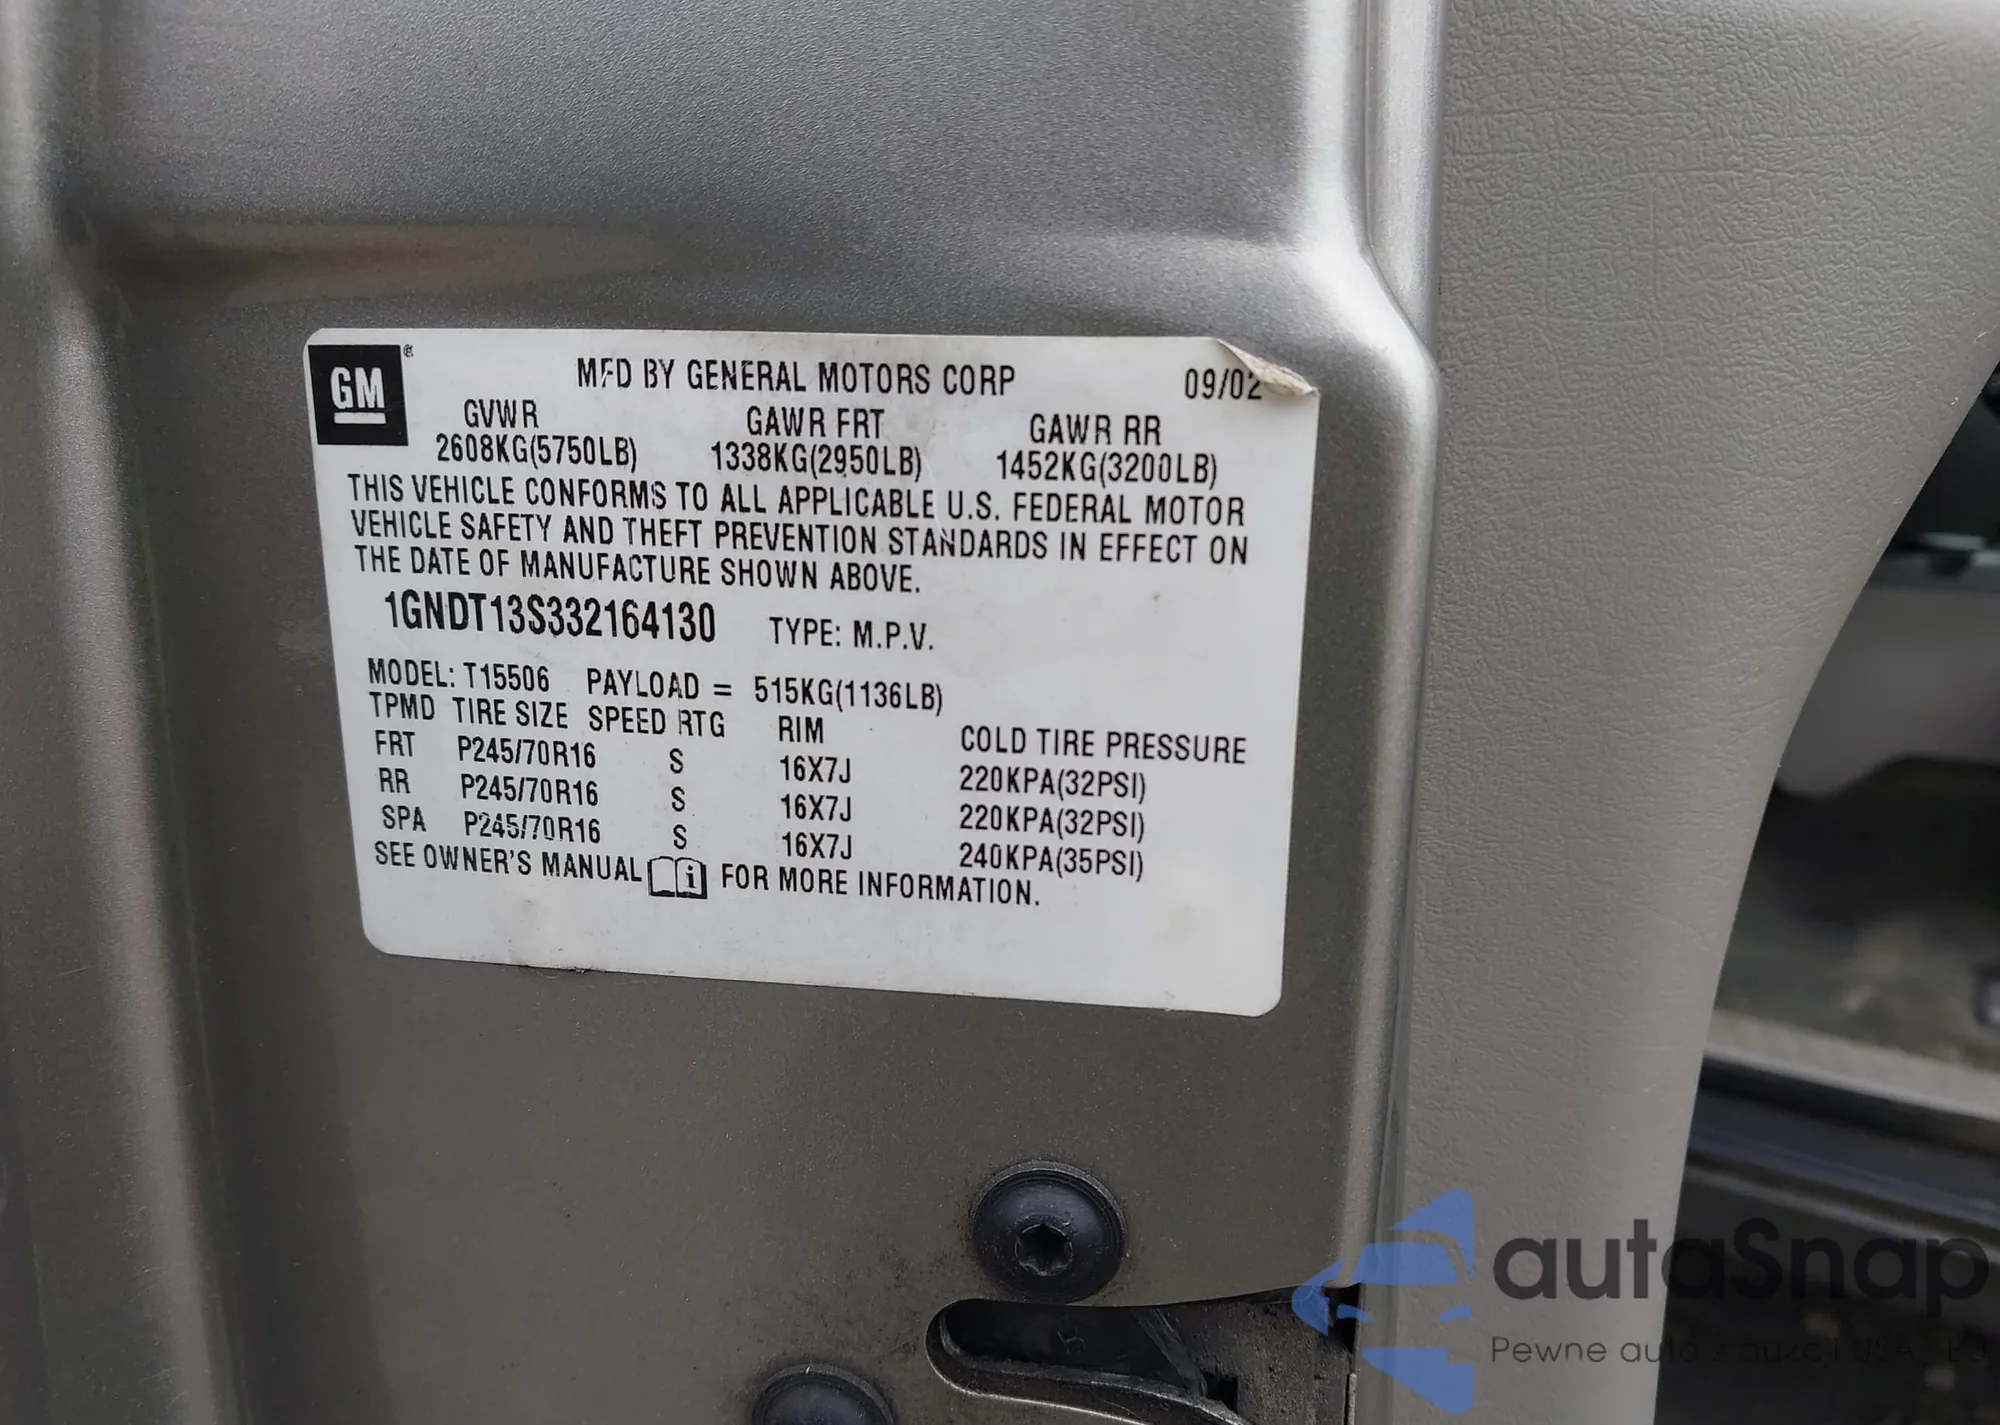 GM
MFD BY GENERAL MOTORS CORP 09/02
GVWR GAWR FRT GAWR RR
2608KG(5750LB) 1338KG(2950LB) 1452KG(3200LB)
THIS VEHICLE CONFORMS TO ALL APPLICABLE U.S. FEDERAL MOTOR
VEHICLE SAFETY AND THEFT PREVENTION STANDARDS IN EFFECT ON
THE DATE OF MANUFACTURE SHOWN ABOVE.
1GNDT13S332164130 TYPE: M.P.V.
MODEL: T15506 PAYLOAD = 515KG(1136LB)
TPMD TIRE SIZE SPEED RTG RIM COLD TIRE PRESSURE
FRT P245/70R16 S 16X7J 220KPA(32PSI)
RR P245/70R16 S 16X7J 220KPA(32PSI)
SPA P245/70R16 S 16X7J 240KPA(35PSI)
SEE OWNER'S MANUAL i FOR MORE INFORMATION.
autaSnap
Pewne auta z aukcji USA